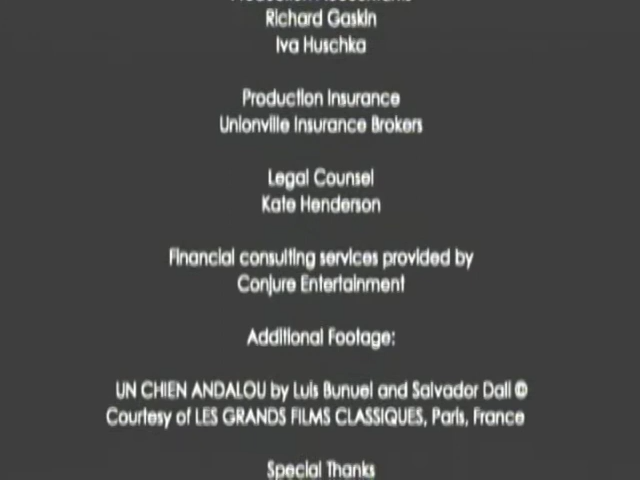 Production Accountants
Richard Gaskin
Iva Huschka
Production Insurance
Unionville Insurance Brokers
Legal Counsel
Kate Henderson
Financial consulting services provided by
Conjure Entertainment
Additional Footage:
UN CHIEN ANDALOU by Luis Bunuel and Salvador Dali ©
Courtesy of LES GRANDS FILMS CLASSIQUES, Paris, France
Special Thanks